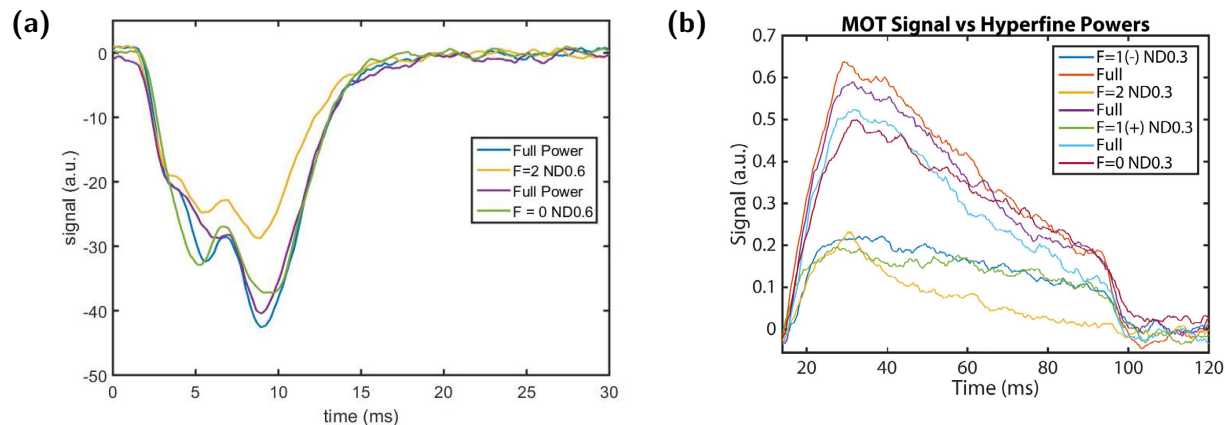 (a)
0
-10
-20
-30
-40
-50
signal (a.u.)
0 5 10 15 20 25 30
time (ms)
Full Power
F=2 ND0.6
Full Power
F = 0 ND0.6
(b)
MOT Signal vs Hyperfine Powers
0.7
0.6
0.5
0.4
0.3
0.2
0.1
0
Signal (a.u.)
20 40 60 80 100 120
Time (ms)
F=1(-) ND0.3
Full
F=2 ND0.3
Full
F=1(+) ND0.3
Full
F=0 ND0.3